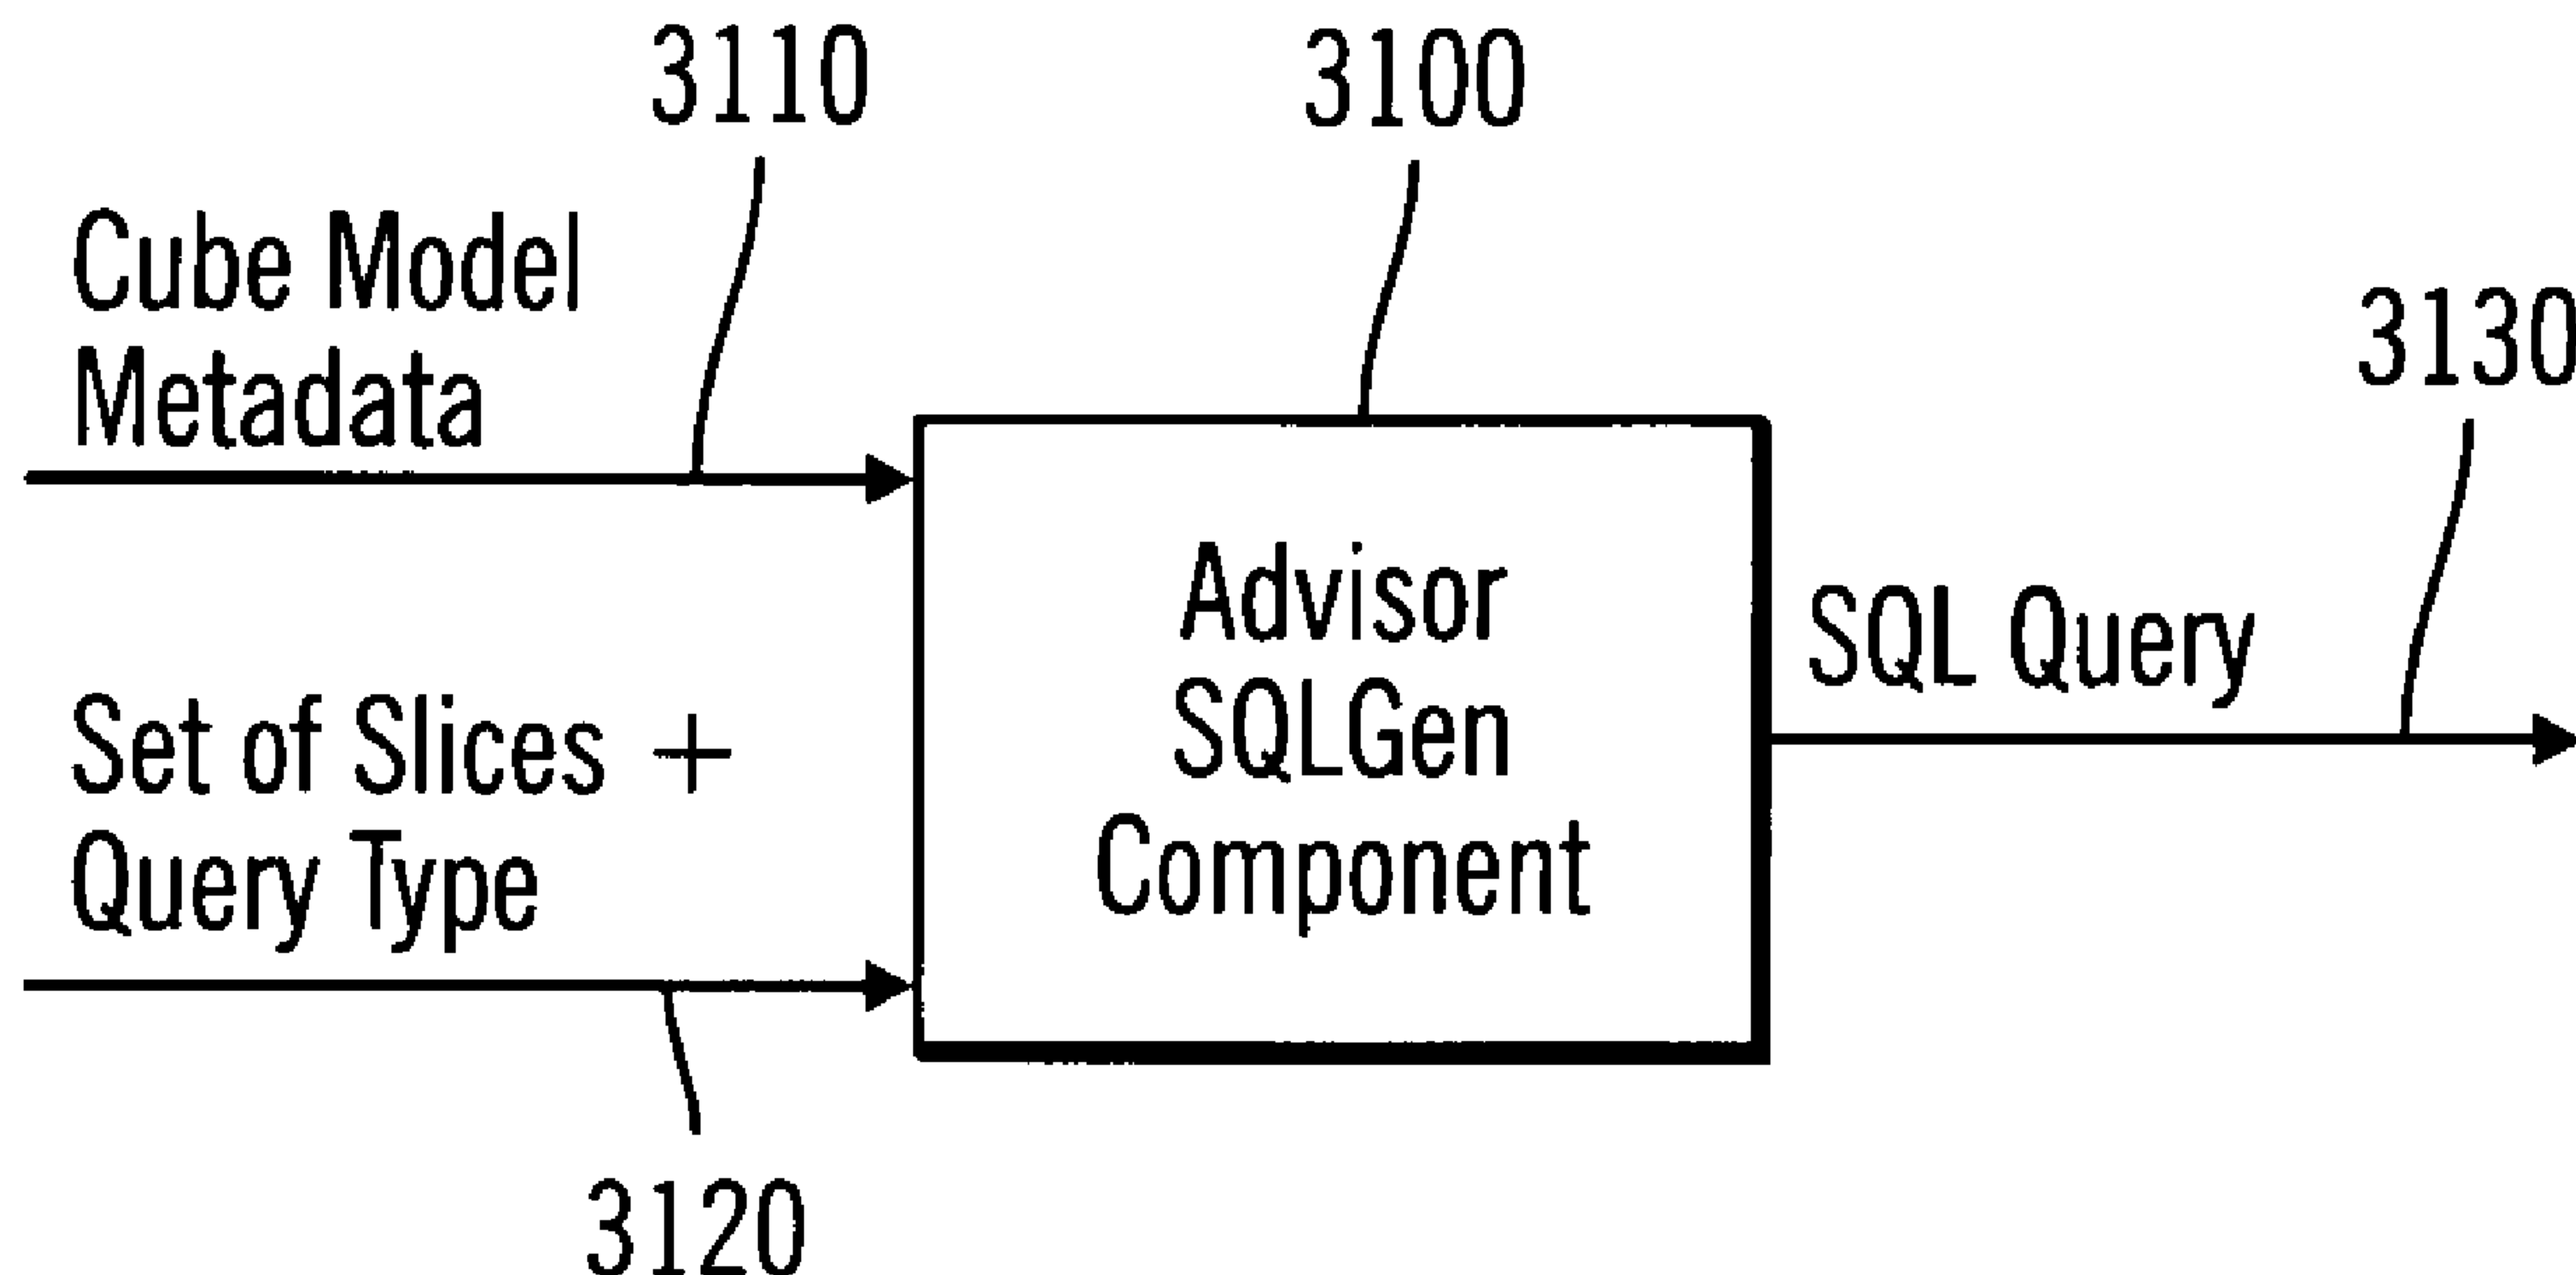 3110
3100
Cube Model
Metadata
3130
Advisor
SQLGen
Component
SQL Query
Set of Slices +
Query Type
3120